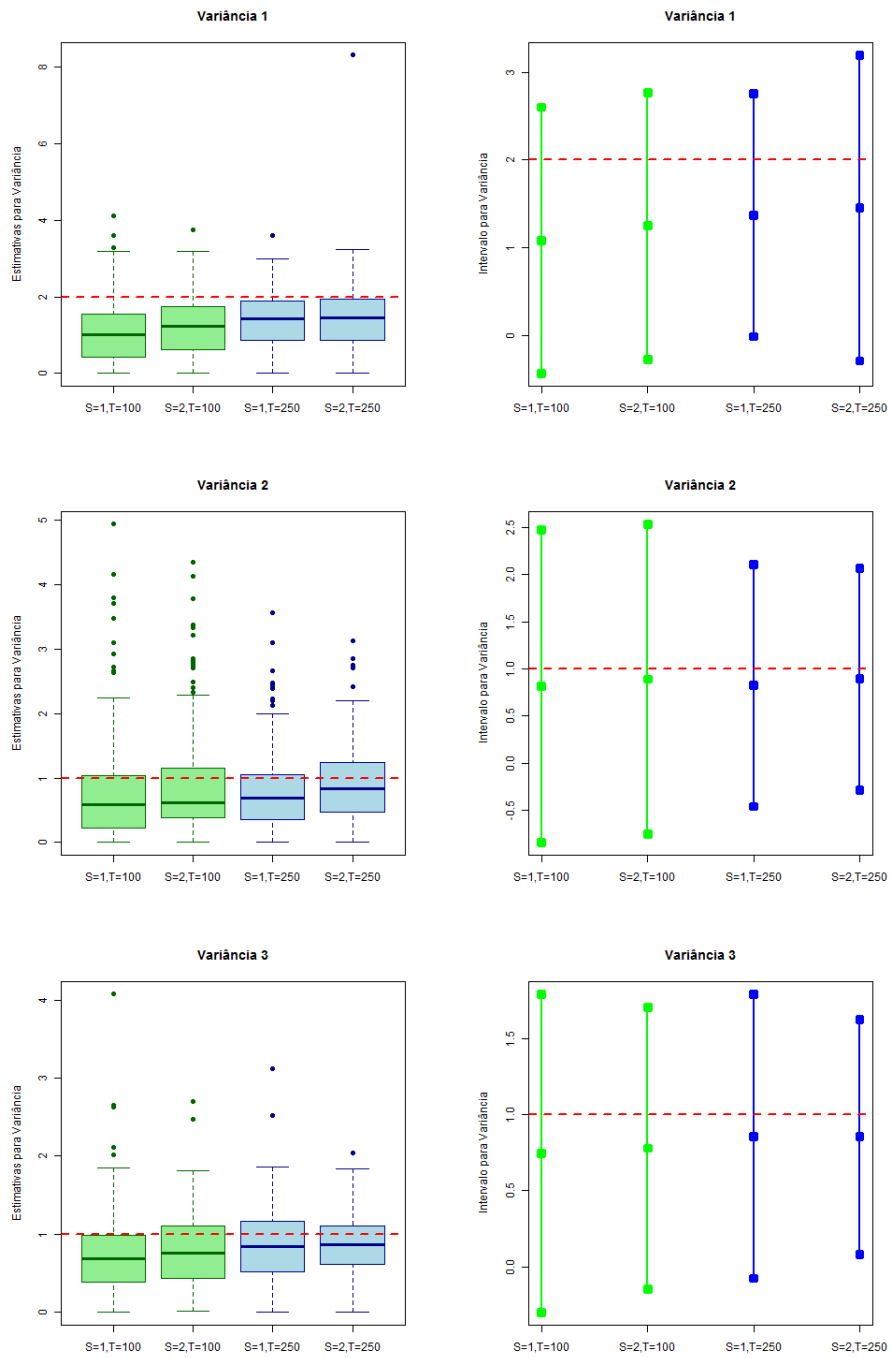 Variância 1
Estimativas para Variância
8
6
4
2
0
S=1,T=100 S=2,T=100 S=1,T=250 S=2,T=250
Variância 1
Intervalo para Variância
3
2
1
0
S=1,T=100 S=2,T=100 S=1,T=250 S=2,T=250
Variância 2
Estimativas para Variância
5
4
3
2
1
0
S=1,T=100 S=2,T=100 S=1,T=250 S=2,T=250
Variância 2
Intervalo para Variância
2.5
2.0
1.5
1.0
0.5
0.0
-0.5
S=1,T=100 S=2,T=100 S=1,T=250 S=2,T=250
Variância 3
Estimativas para Variância
4
3
2
1
0
S=1,T=100 S=2,T=100 S=1,T=250 S=2,T=250
Variância 3
Intervalo para Variância
1.5
1.0
0.5
0.0
S=1,T=100 S=2,T=100 S=1,T=250 S=2,T=250